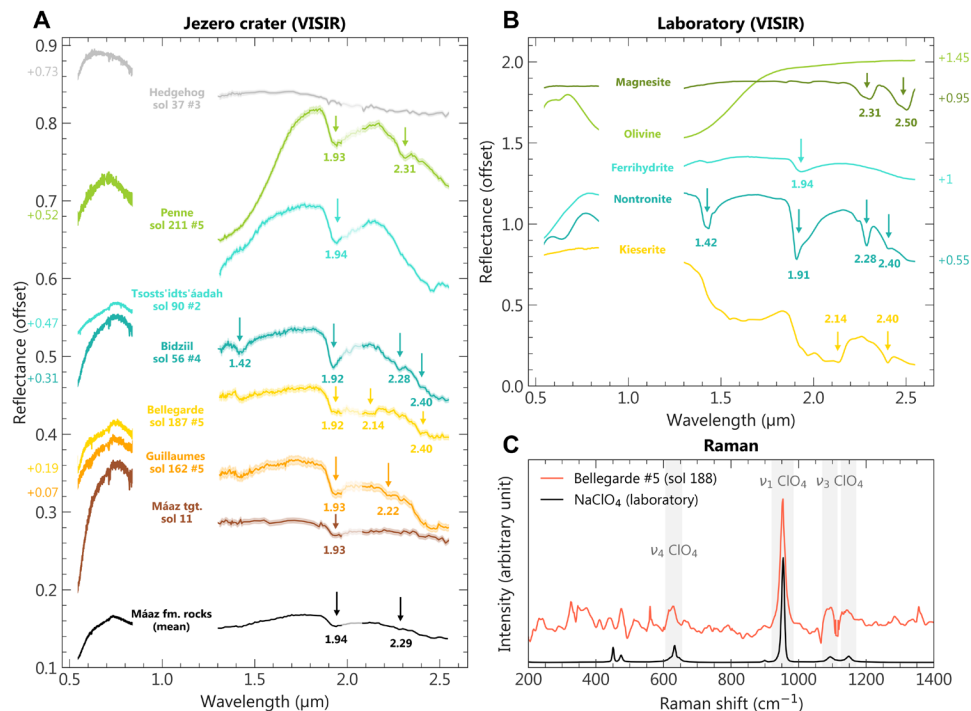 A
Jezero crater (VISIR)
Reflectance (offset)
0.9
0.8
0.7
0.6
0.5
0.4
0.3
0.2
0.1
+0.73
+0.52
+0.47
+0.31
+0.19
+0.07
Hedgehog
sol 37 #3
1.93
2.31
Penne
sol 211 #5
1.94
Tsosts'idts'áadah
sol 90 #2
Bidziil
sol 56 #4
1.42
1.92
2.28
2.40
Bellegarde
sol 187 #5
1.92
2.14
2.40
Guillaumes
sol 162 #5
1.93
2.22
Máaz tgt.
sol 11
1.93
Máaz fm. rocks
(mean)
1.94
2.29
0.5
1.0
1.5
2.0
2.5
Wavelength (μm)
B
Laboratory (VISIR)
Reflectance (offset)
2.0
1.5
1.0
0.5
0.0
+1.45
+0.95
+1
+0.55
Magnesite
2.31
2.50
Olivine
Ferrihydrite
1.94
Nontronite
1.42
1.91
2.28
2.40
Kieserite
2.14
2.40
0.5
1.0
1.5
2.0
2.5
Wavelength (μm)
C
Raman
Intensity (arbitrary unit)
Bellegarde #5 (sol 188)
NaClO₄ (laboratory)
ν₁ ClO₄
ν₃ ClO₄
ν₄ ClO₄
200
400
600
800
1000
1200
1400
Raman shift (cm⁻¹)